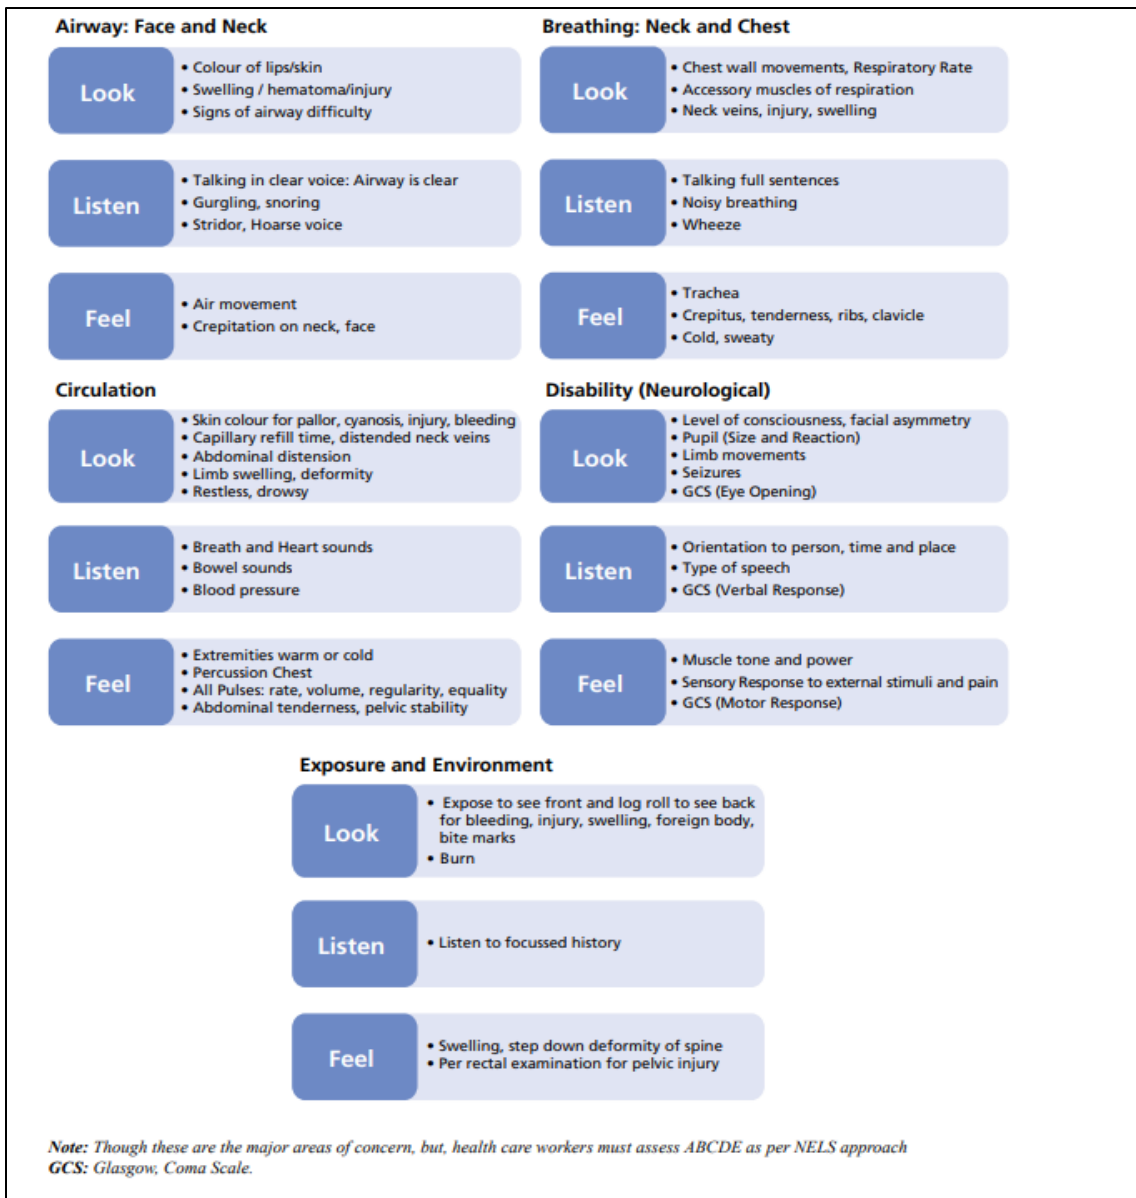 Airway: Face and Neck
Look
• Colour of lips/skin
• Swelling / hematoma/injury
• Signs of airway difficulty
Listen
• Talking in clear voice: Airway is clear
• Gurgling, snoring
• Stridor, Hoarse voice
Feel
• Air movement
• Crepitation on neck, face
Breathing: Neck and Chest
Look
• Chest wall movements, Respiratory Rate
• Accessory muscles of respiration
• Neck veins, injury, swelling
Listen
• Talking full sentences
• Noisy breathing
• Wheeze
Feel
• Trachea
• Crepitus, tenderness, ribs, clavicle
• Cold, sweaty
Circulation
Look
• Skin colour for pallor, cyanosis, injury, bleeding
• Capillary refill time, distended neck veins
• Abdominal distension
• Limb swelling, deformity
• Restless, drowsy
Listen
• Breath and Heart sounds
• Bowel sounds
• Blood pressure
Feel
• Extremities warm or cold
• Percussion Chest
• All Pulses: rate, volume, regularity, equality
• Abdominal tenderness, pelvic stability
Disability (Neurological)
Look
• Level of consciousness, facial asymmetry
• Pupil (Size and Reaction)
• Limb movements
• Seizures
• GCS (Eye Opening)
Listen
• Orientation to person, time and place
• Type of speech
• GCS (Verbal Response)
Feel
• Muscle tone and power
• Sensory Response to external stimuli and pain
• GCS (Motor Response)
Exposure and Environment
Look
• Expose to see front and log roll to see back
for bleeding, injury, swelling, foreign body,
bite marks
• Burn
Listen
• Listen to focussed history
Feel
• Swelling, step down deformity of spine
• Per rectal examination for pelvic injury
Note: Though these are the major areas of concern, but, health care workers must assess ABCDE as per NELS approach
GCS: Glasgow, Coma Scale.